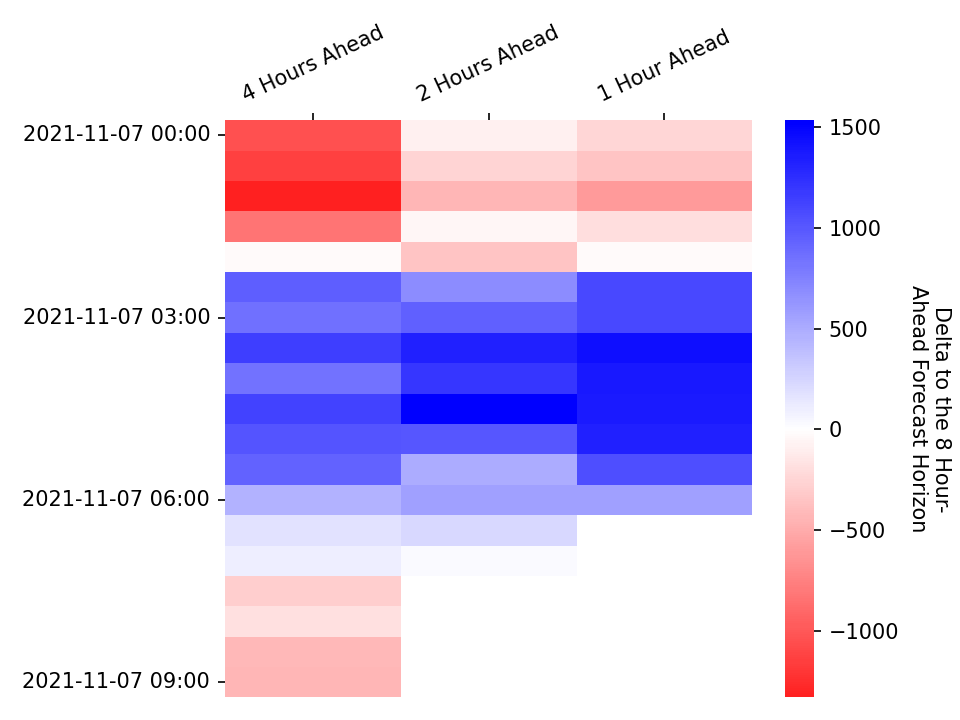 4 Hours Ahead
2 Hours Ahead
1 Hour Ahead
2021-11-07 00:00
2021-11-07 03:00
2021-11-07 06:00
2021-11-07 09:00
1500
1000
500
0
−500
−1000
Delta to the 8 Hour-
Ahead Forecast Horizon